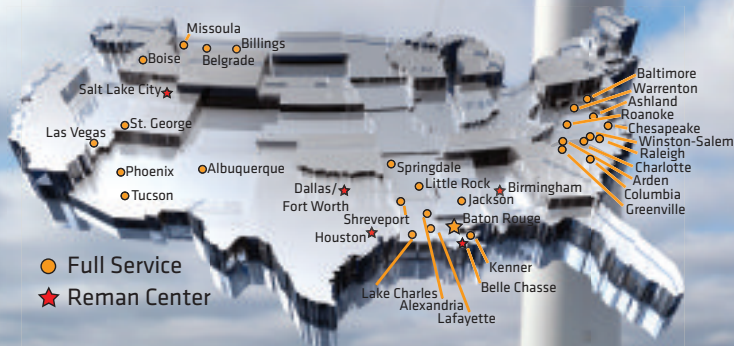 Missoula
Billings
Belgrade
Boise
Salt Lake City
Las Vegas
St. George
Phoenix
Tucson
Albuquerque
Springdale
Little Rock
Dallas/
Fort Worth
Birmingham
Jackson
Shreveport
Baton Rouge
Houston
Kenner
Belle Chasse
Lake Charles
Alexandria
Lafayette
Baltimore
Warrenton
Ashland
Roanoke
Chesapeake
Winston-Salem
Raleigh
Charlotte
Arden
Columbia
Greenville
Full Service
Reman Center